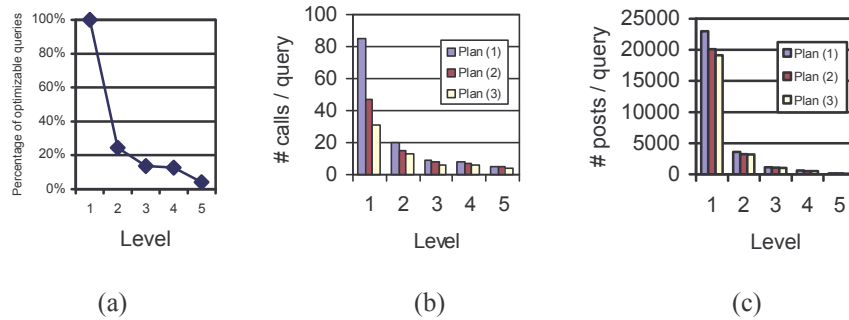 Percentage of optimizable queries
100%
80%
60%
40%
20%
0%
1 2 3 4 5
Level
(a)
# calls / query
100
80
60
40
20
0
Plan (1)
Plan (2)
Plan (3)
1 2 3 4 5
Level
(b)
# posts / query
25000
20000
15000
10000
5000
0
Plan (1)
Plan (2)
Plan (3)
1 2 3 4 5
Level
(c)